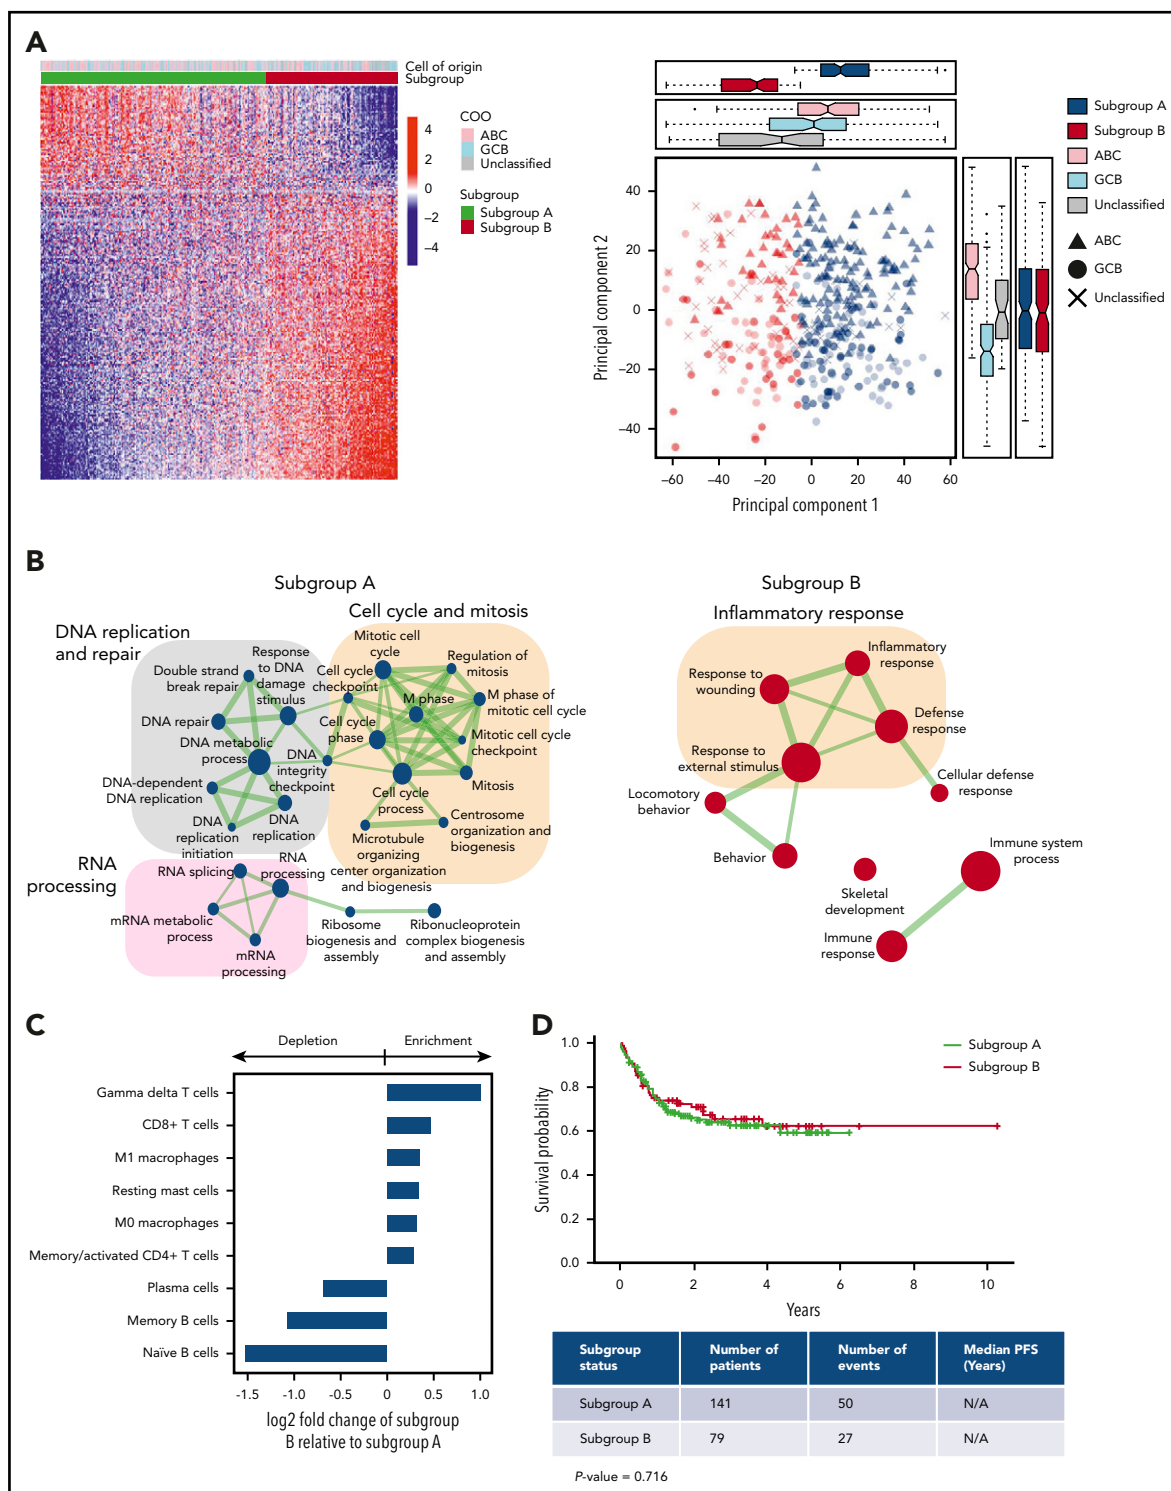 A
Cell of origin
Subgroup
COO
ABC
GCB
Unclassified
Subgroup
Subgroup A
Subgroup B
4
2
0
−2
−4
Subgroup A
Subgroup B
ABC
GCB
Unclassified
ABC
GCB
Unclassified
Principal component 2
40
20
0
−20
−40
−60
−40
−20
0
20
40
60
Principal component 1
B
Subgroup A
DNA replication
and repair
Cell cycle and mitosis
Double strand
break repair
Response
to DNA
damage
stimulus
DNA repair
DNA metabolic
process
DNA-dependent
DNA replication
DNA
replication
initiation
DNA
replication
DNA
integrity
checkpoint
Mitotic cell
cycle
Cell cycle
checkpoint
Regulation of
mitosis
M phase
M phase of
mitotic cell cycle
Cell cycle
phase
Mitotic cell cycle
checkpoint
Mitosis
Cell cycle
process
Centrosome
organization and
biogenesis
Microtubule
organizing
center organization
and biogenesis
RNA
processing
RNA splicing
RNA
processing
mRNA metabolic
process
mRNA
processing
Ribosome
biogenesis and
assembly
Ribonucleoprotein
complex biogenesis
and assembly
Subgroup B
Inflammatory response
Inflammatory
response
Response to
wounding
Defense
response
Response to
external stimulus
Cellular defense
response
Locomotory
behavior
Behavior
Skeletal
development
Immune system
process
Immune
response
C
Depletion
Enrichment
Gamma delta T cells
CD8+ T cells
M1 macrophages
Resting mast cells
M0 macrophages
Memory/activated CD4+ T cells
Plasma cells
Memory B cells
Naïve B cells
-1.5
-1.0
-0.5
0
0.5
1.0
log2 fold change of subgroup
B relative to subgroup A
D
Survival probability
1.0
0.8
0.6
0.4
0.2
0.0
Subgroup A
Subgroup B
0
2
4
6
8
10
Years
Subgroup status Number of patients Number of events Median PFS (Years)
Subgroup A 141 50 N/A
Subgroup B 79 27 N/A
P-value = 0.716